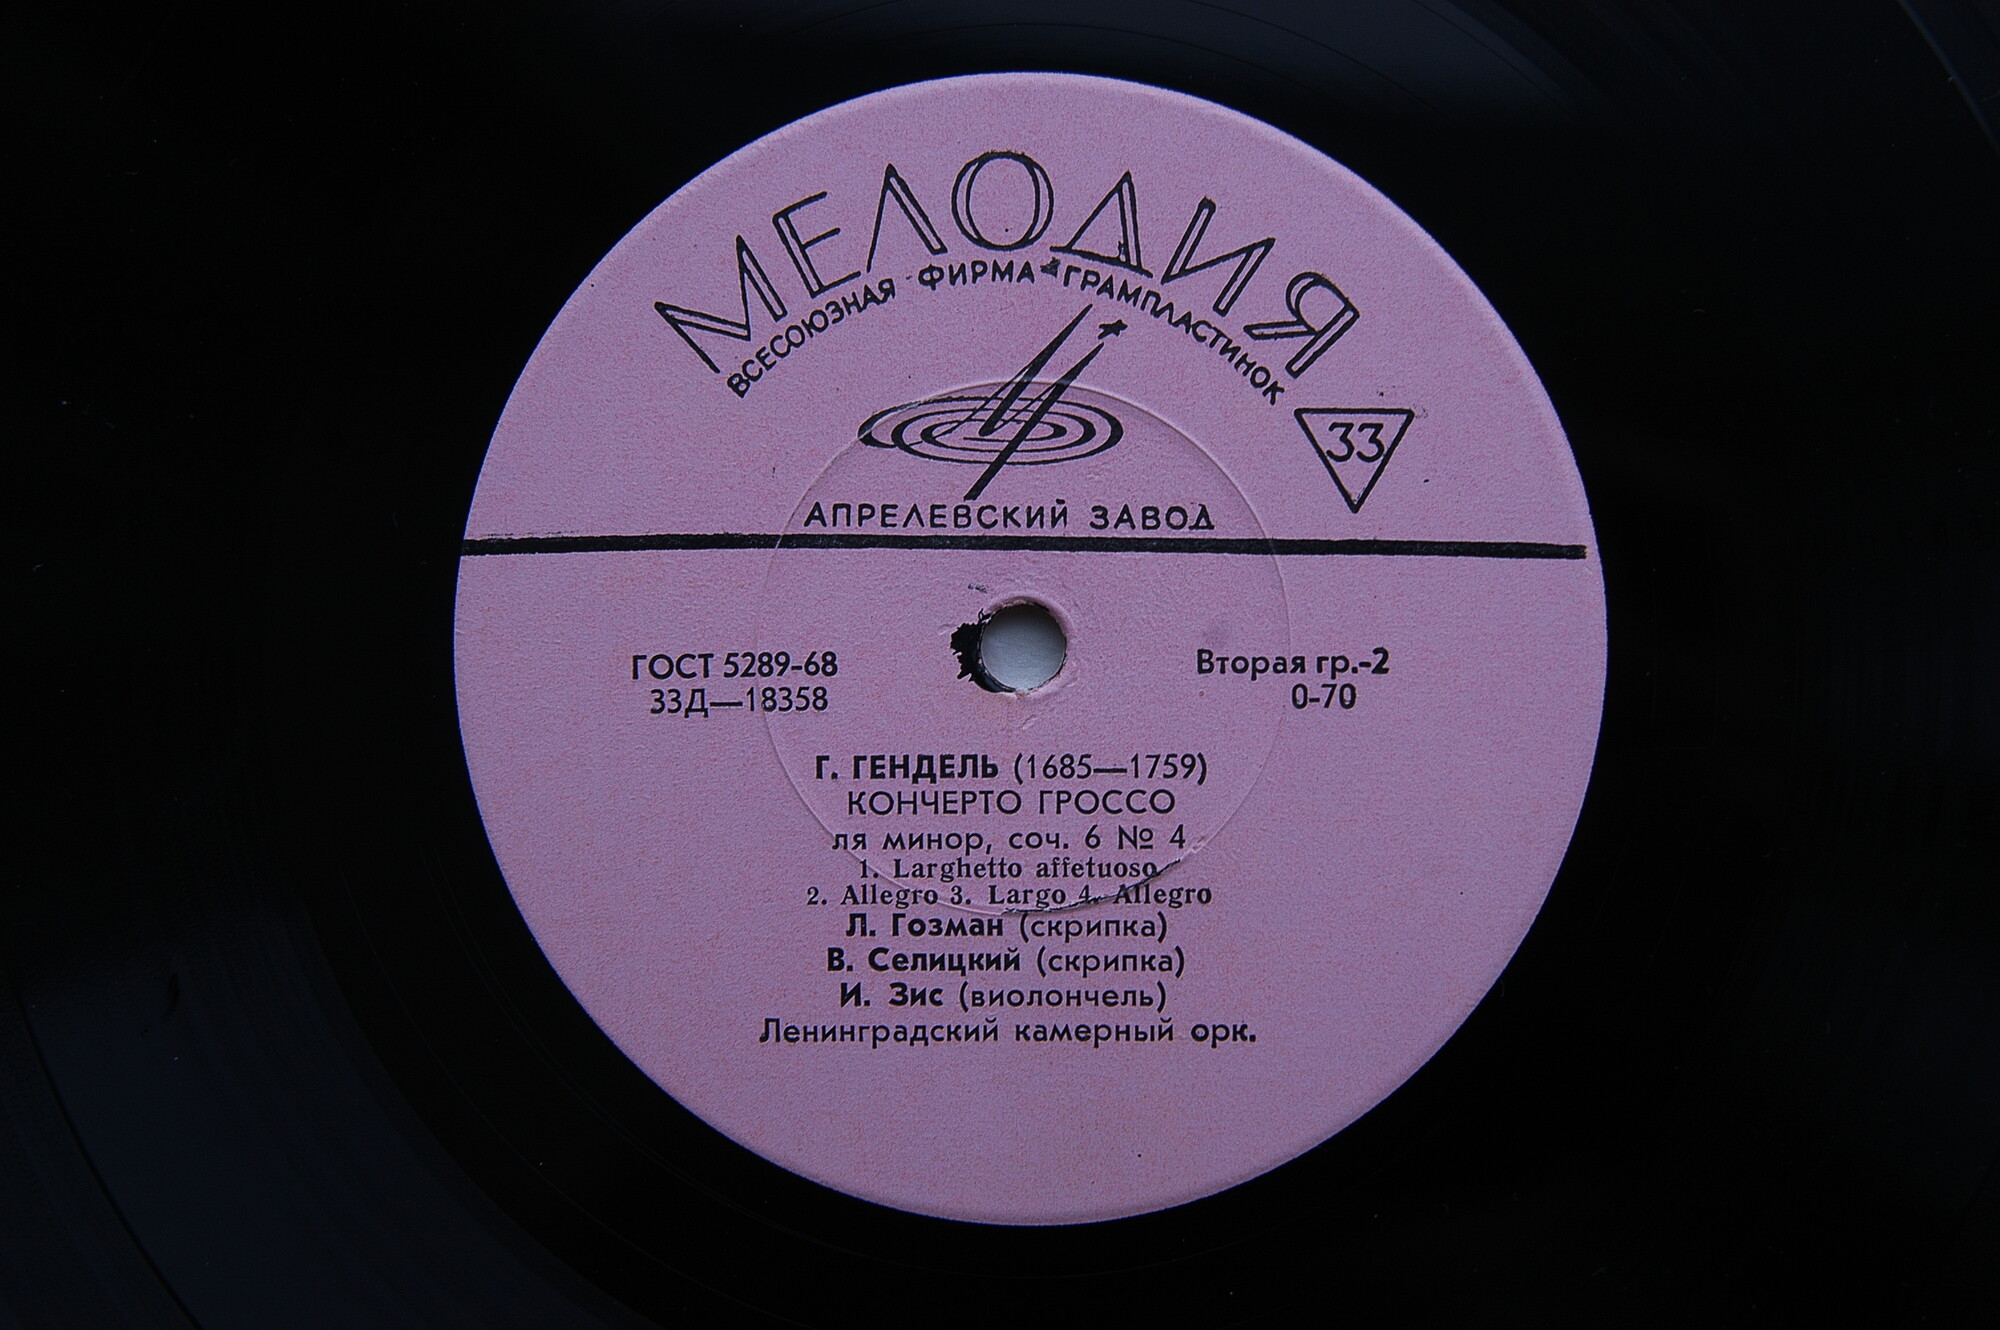 МЕЛОДИЯ
ВСЕСОЮЗНАЯ ФИРМА ГРАМПЛАСТИНОК
33
АПРЕЛЕВСКИЙ ЗАВОД
ГОСТ 5289-68
33Д—18358
Вторая гр.-2
0-70
Г. ГЕНДЕЛЬ (1685—1759)
КОНЧЕРТО ГРОССО
ля минор, соч. 6 № 4
1. Larghetto affetuoso
2. Allegro 3. Largo 4. Allegro
Л. Гозман (скрипка)
В. Селицкий (скрипка)
И. Зис (виолончель)
Ленинградский камерный орк.